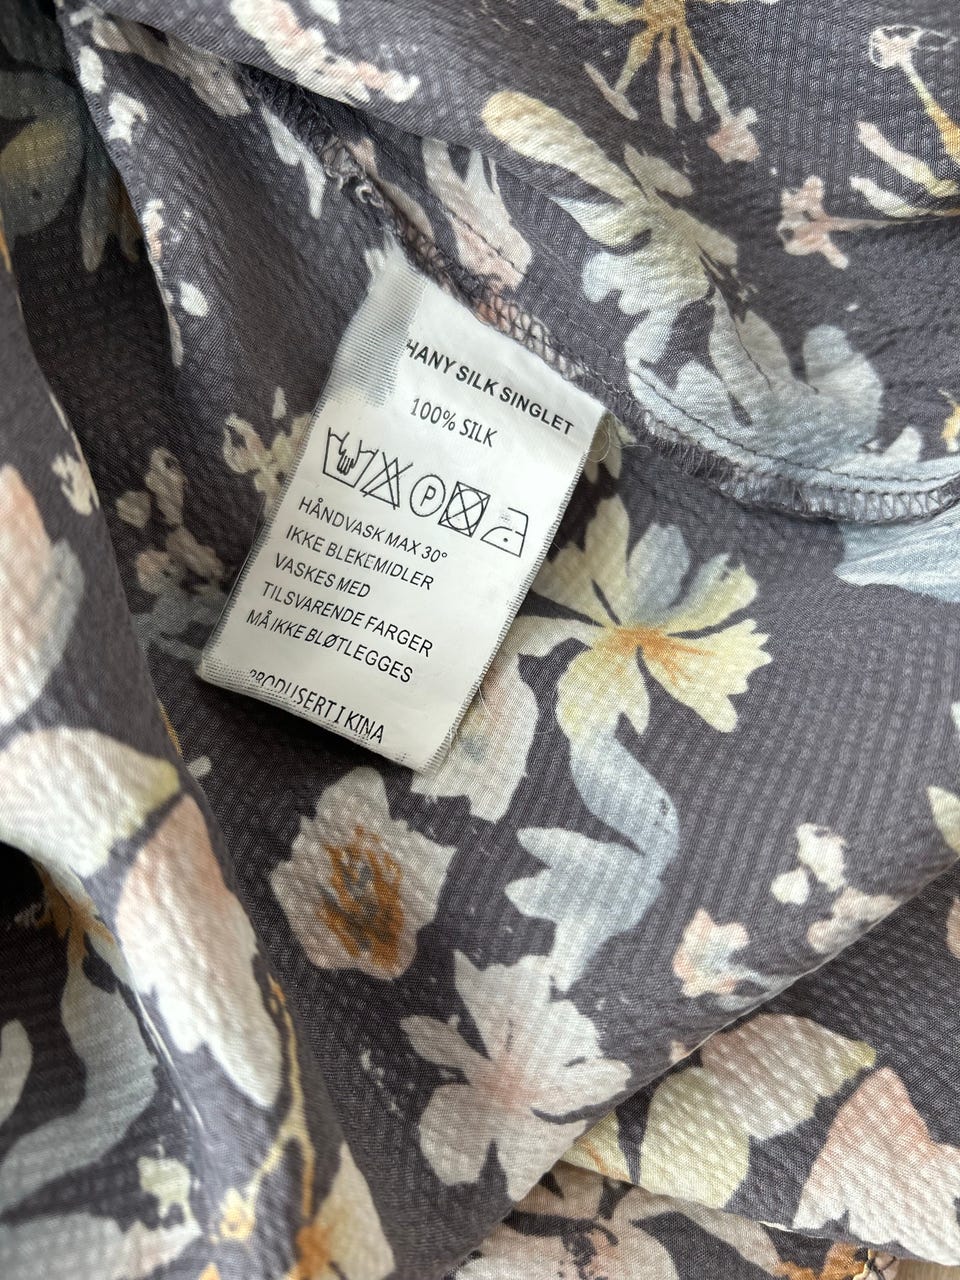 HANY SILK SINGLET
100% SILK
P
HÅNDVASK MAX 30°
IKKE BLEKEMIDLER
VASKES MED
TILSVARENDE FARGER
MÅ IKKE BLØTLEGGES
PRODUSERT I KINA